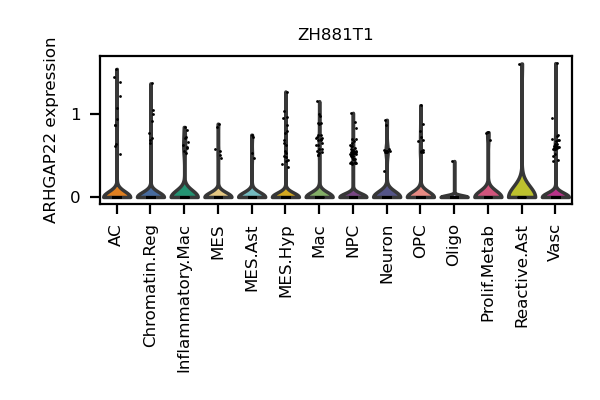 ZH881T1
ARHGAP22 expression
1
0
AC
Chromatin.Reg
Inflammatory.Mac
MES
MES.Ast
MES.Hyp
Mac
NPC
Neuron
OPC
Oligo
Prolif.Metab
Reactive.Ast
Vasc